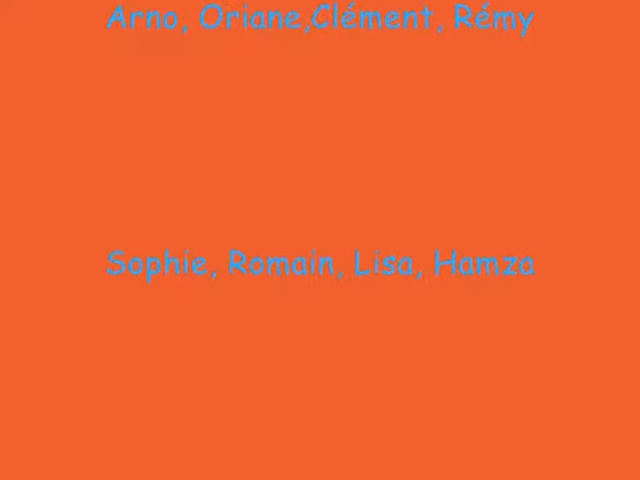 Arno, Oriane,Clément, Rémy
Sophie, Romain, Lisa, Hamza